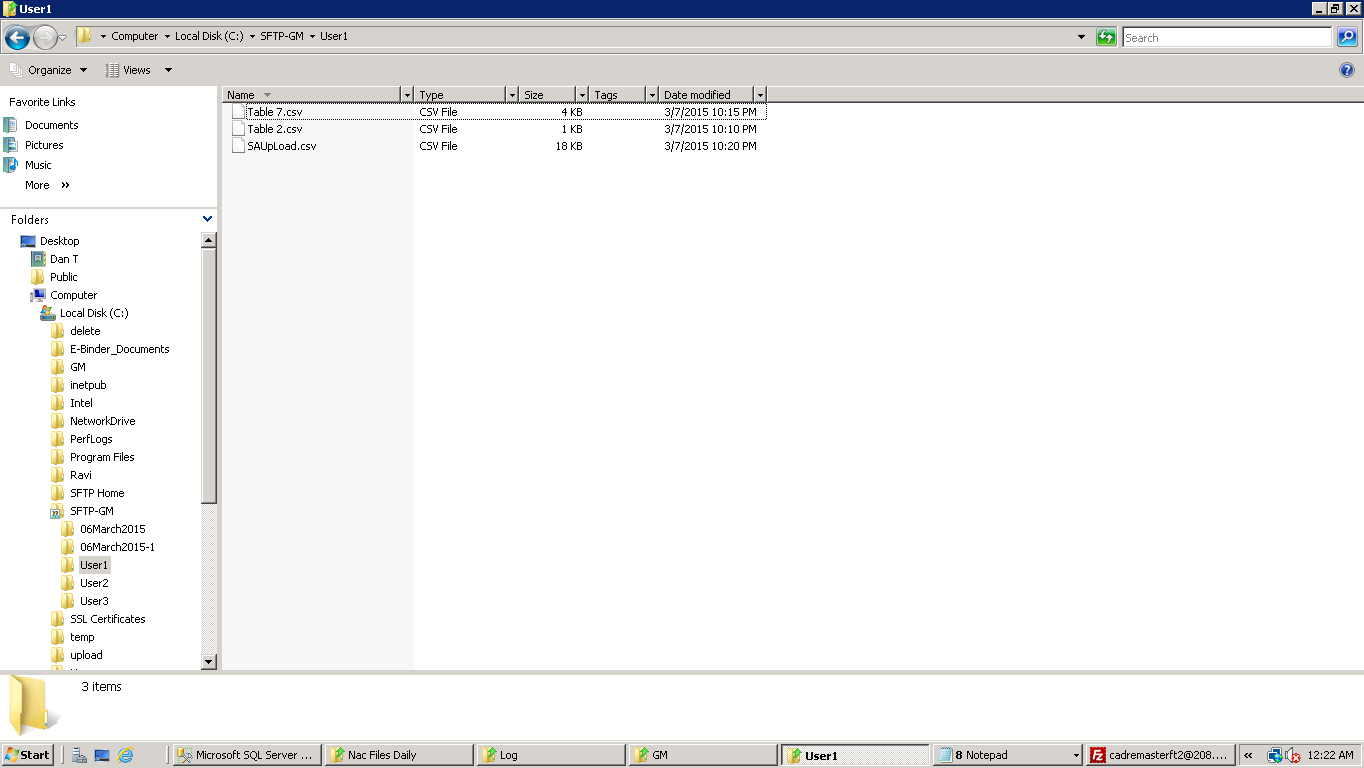 User1
Computer Local Disk (C:) SFTP-GM User1
Search
Organize Views
Favorite Links
Documents
Pictures
Music
More »
Folders
Desktop
Dan T
Public
Computer
Local Disk (C:)
delete
E-Binder_Documents
GM
inetpub
Intel
NetworkDrive
PerfLogs
Program Files
Ravi
SFTP Home
SFTP-GM
06March2015
06March2015-1
User1
User2
User3
SSL Certificates
temp
upload
Name Type Size Tags Date modified
Table 7.csv CSV File 4 KB 3/7/2015 10:15 PM
Table 2.csv CSV File 1 KB 3/7/2015 10:10 PM
SAUpLoad.csv CSV File 18 KB 3/7/2015 10:20 PM
3 items
Start Microsoft SQL Server ... Nac Files Daily Log GM User1 8 Notepad cadremasterft2@208.... « 12:22 AM